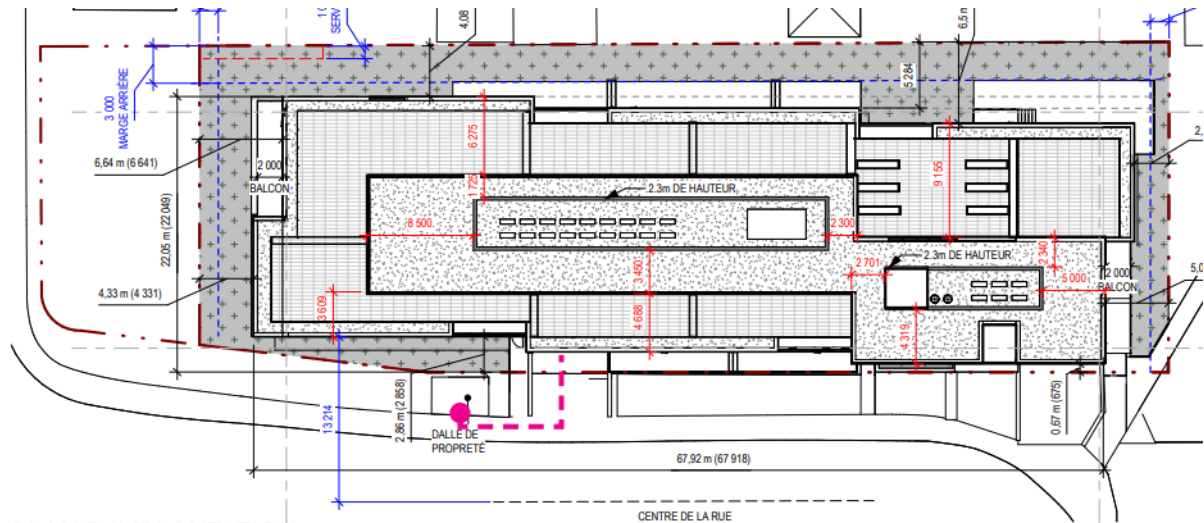 SERV
4,08
6,5
3 000
MARGE ARRIÈRE
5 284
6,64 m (6 641)
2 000
BALCON
6 275
1 725
2.3m DE HAUTEUR
9 155
8 500
2 300
22,05 m (22 049)
3 450
2 701
2.3m DE HAUTEUR
2 340
5 000
2 000
BALCON
5,0
4,33 m (4 331)
3 609
4 688
4 319
13 214
2,86 m (2 858)
0,67 m (675)
DALLE DE
PROPRETÉ
67,92 m (67 918)
CENTRE DE LA RUE